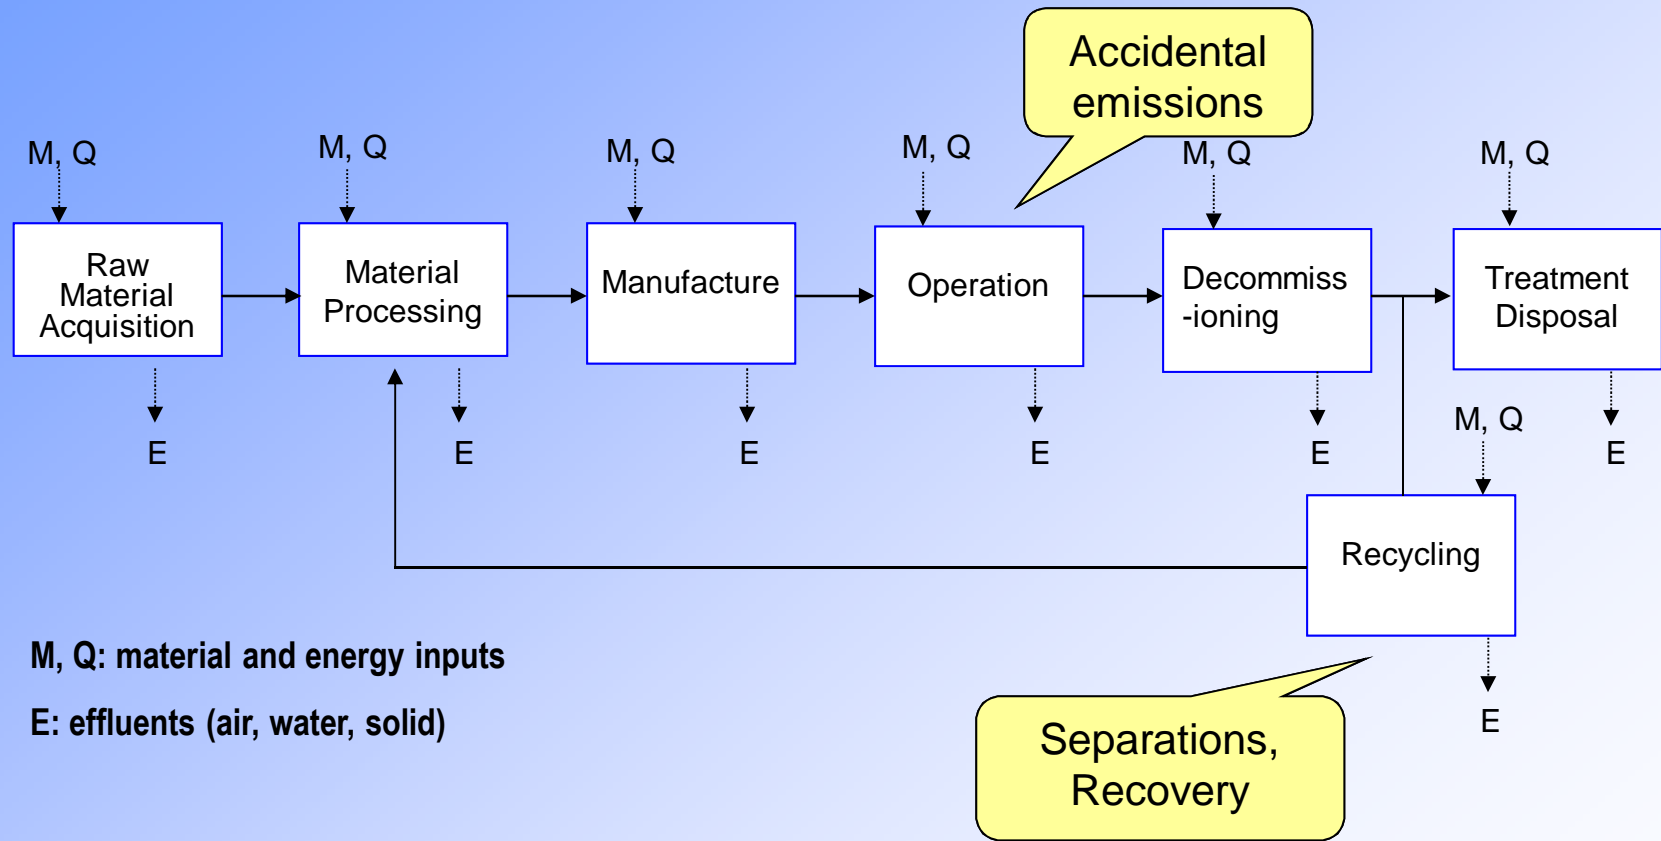 Accidental
emissions
M, Q
M, Q
M, Q
M, Q
M, Q
M, Q
Raw
Material
Acquisition
Material
Processing
Manufacture
Operation
Decommiss
-ioning
Treatment
Disposal
E
E
E
E
E
E
M, Q
Recycling
E
M, Q: material and energy inputs
E: effluents (air, water, solid)
Separations,
Recovery